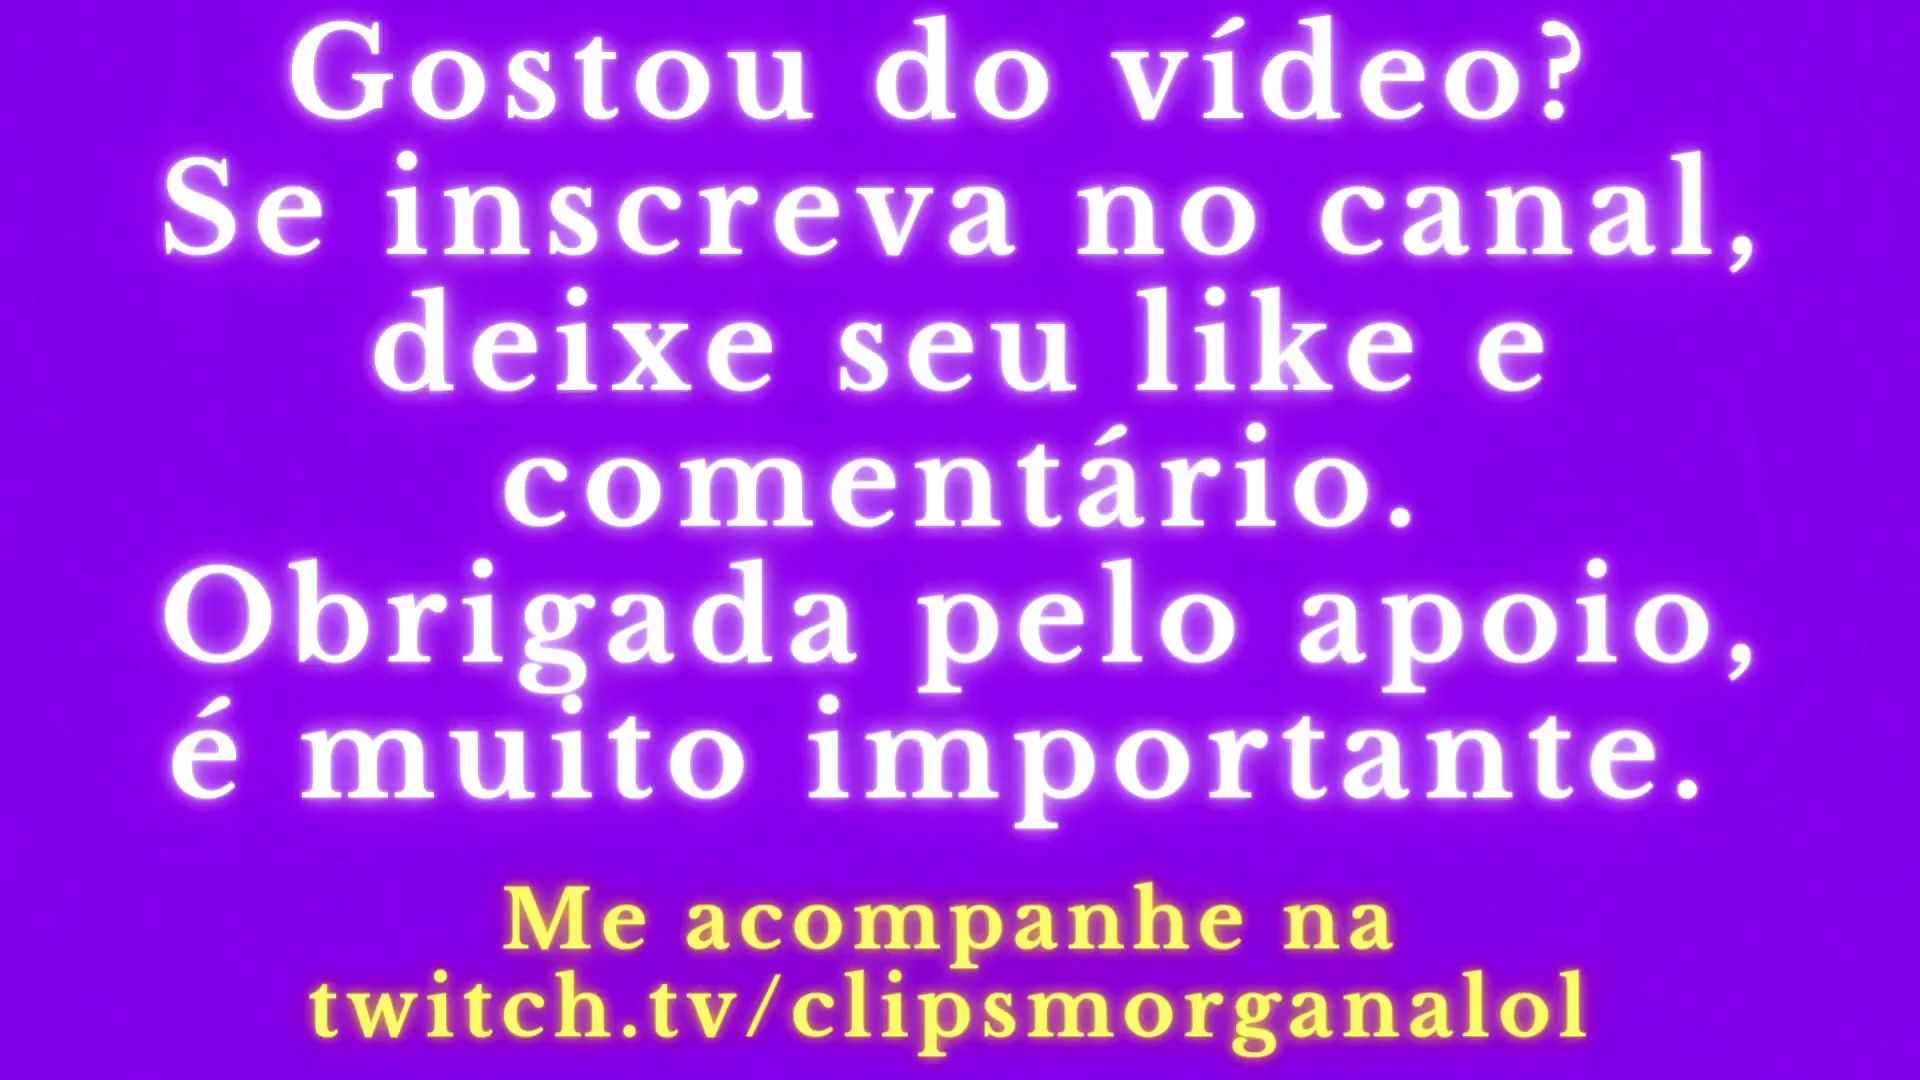 Gostou do vídeo?
Se inscreva no canal,
deixe seu like e
comentário.
Obrigada pelo apoio,
é muito importante.
Me acompanhe na
twitch.tv/clipsmorganalol